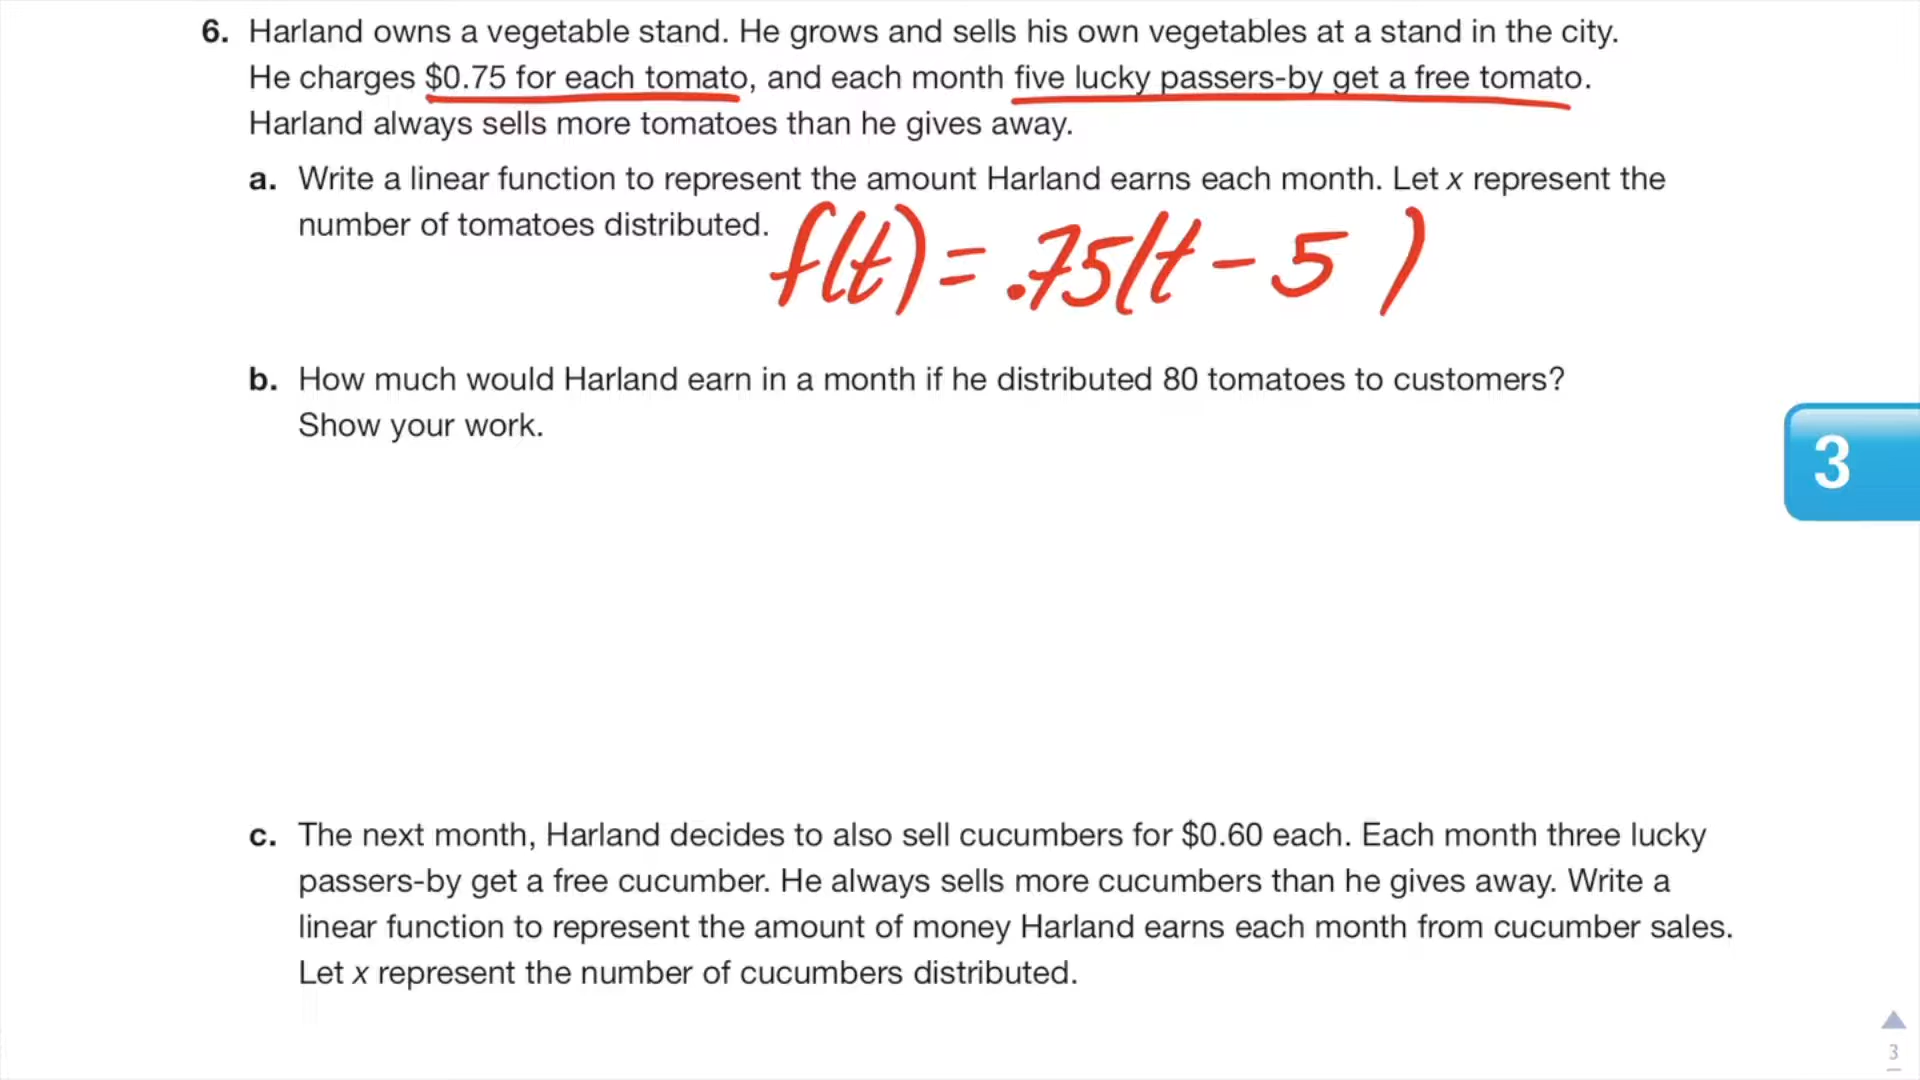 6. Harland owns a vegetable stand. He grows and sells his own vegetables at a stand in the city.
He charges $0.75 for each tomato, and each month five lucky passers-by get a free tomato.
Harland always sells more tomatoes than he gives away.
a. Write a linear function to represent the amount Harland earns each month. Let x represent the
number of tomatoes distributed.
f(t) = .75(t - 5 )
b. How much would Harland earn in a month if he distributed 80 tomatoes to customers?
Show your work.
3
c. The next month, Harland decides to also sell cucumbers for $0.60 each. Each month three lucky
passers-by get a free cucumber. He always sells more cucumbers than he gives away. Write a
linear function to represent the amount of money Harland earns each month from cucumber sales.
Let x represent the number of cucumbers distributed.
3